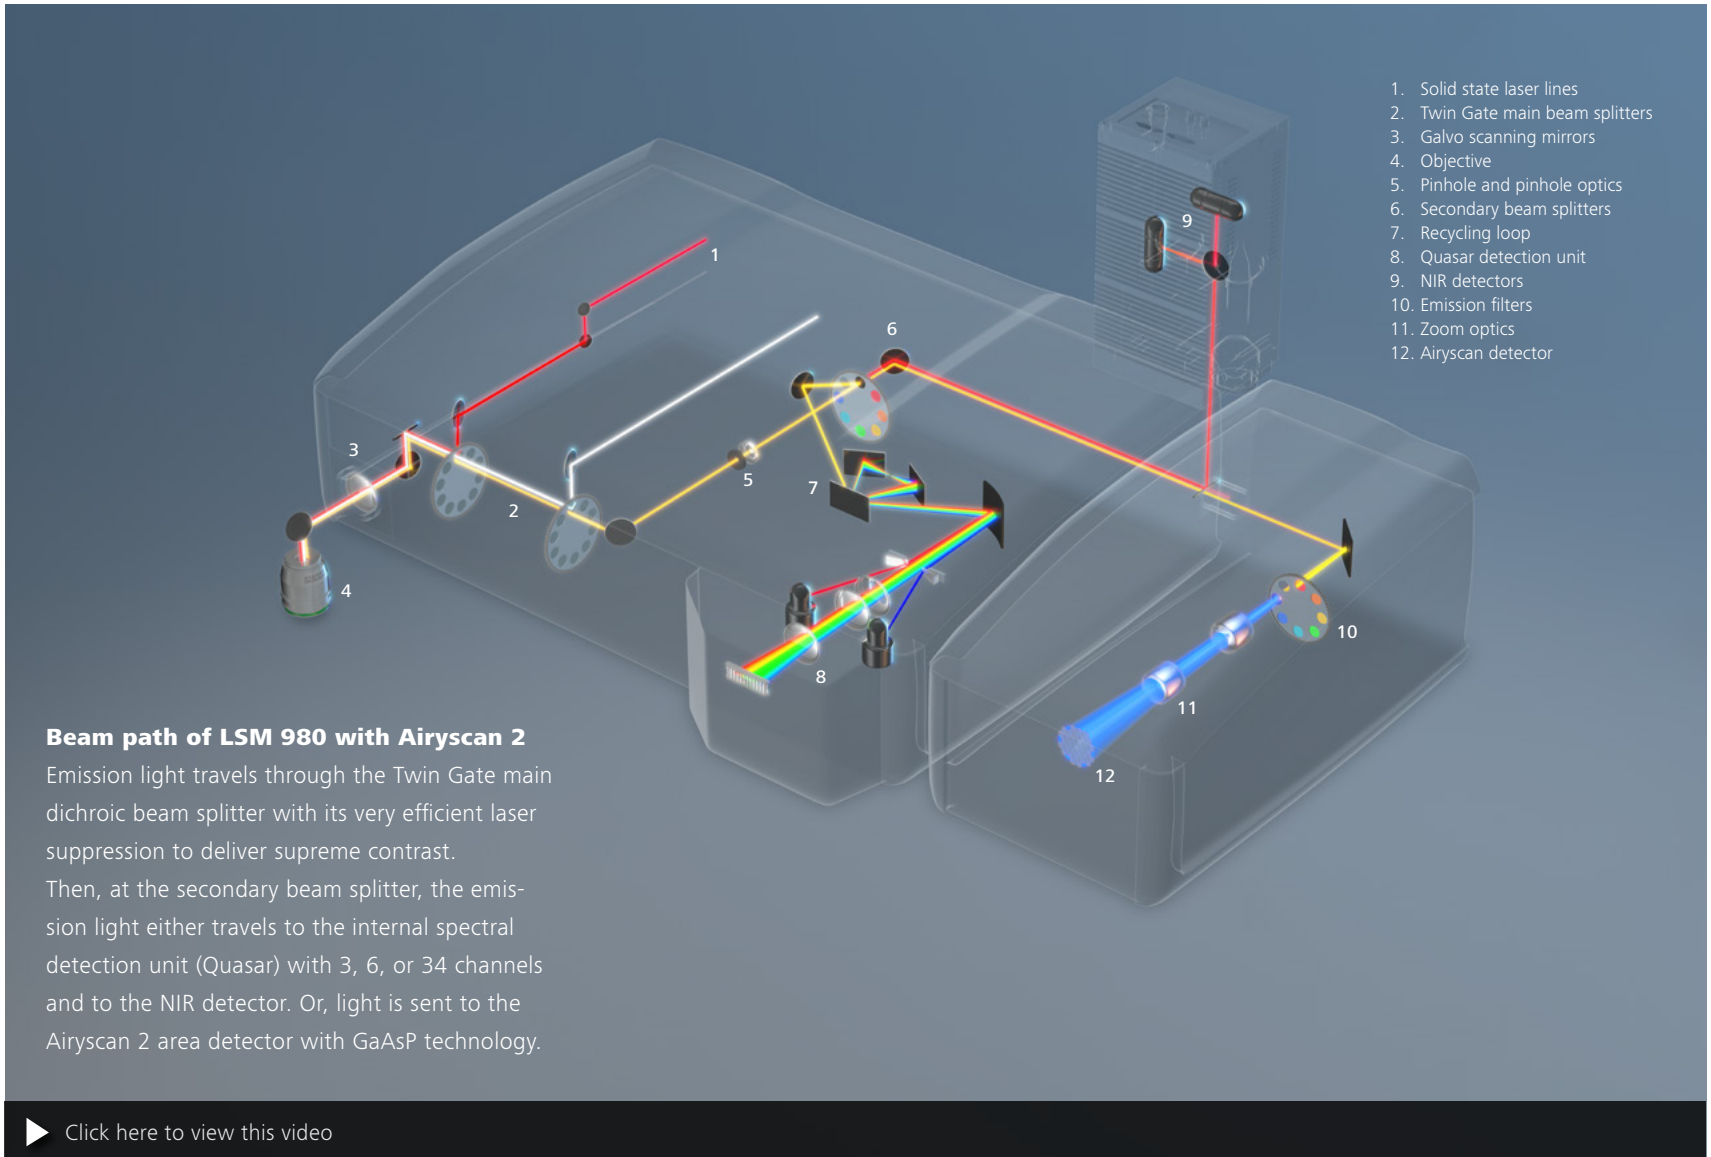 1. Solid state laser lines
2. Twin Gate main beam splitters
3. Galvo scanning mirrors
4. Objective
5. Pinhole and pinhole optics
6. Secondary beam splitters
7. Recycling loop
8. Quasar detection unit
9. NIR detectors
10. Emission filters
11. Zoom optics
12. Airyscan detector
9
1
6
3
5
7
2
4
10
8
11
12
Beam path of LSM 980 with Airyscan 2
Emission light travels through the Twin Gate main
dichroic beam splitter with its very efficient laser
suppression to deliver supreme contrast.
Then, at the secondary beam splitter, the emis-
sion light either travels to the internal spectral
detection unit (Quasar) with 3, 6, or 34 channels
and to the NIR detector. Or, light is sent to the
Airyscan 2 area detector with GaAsP technology.
Click here to view this video